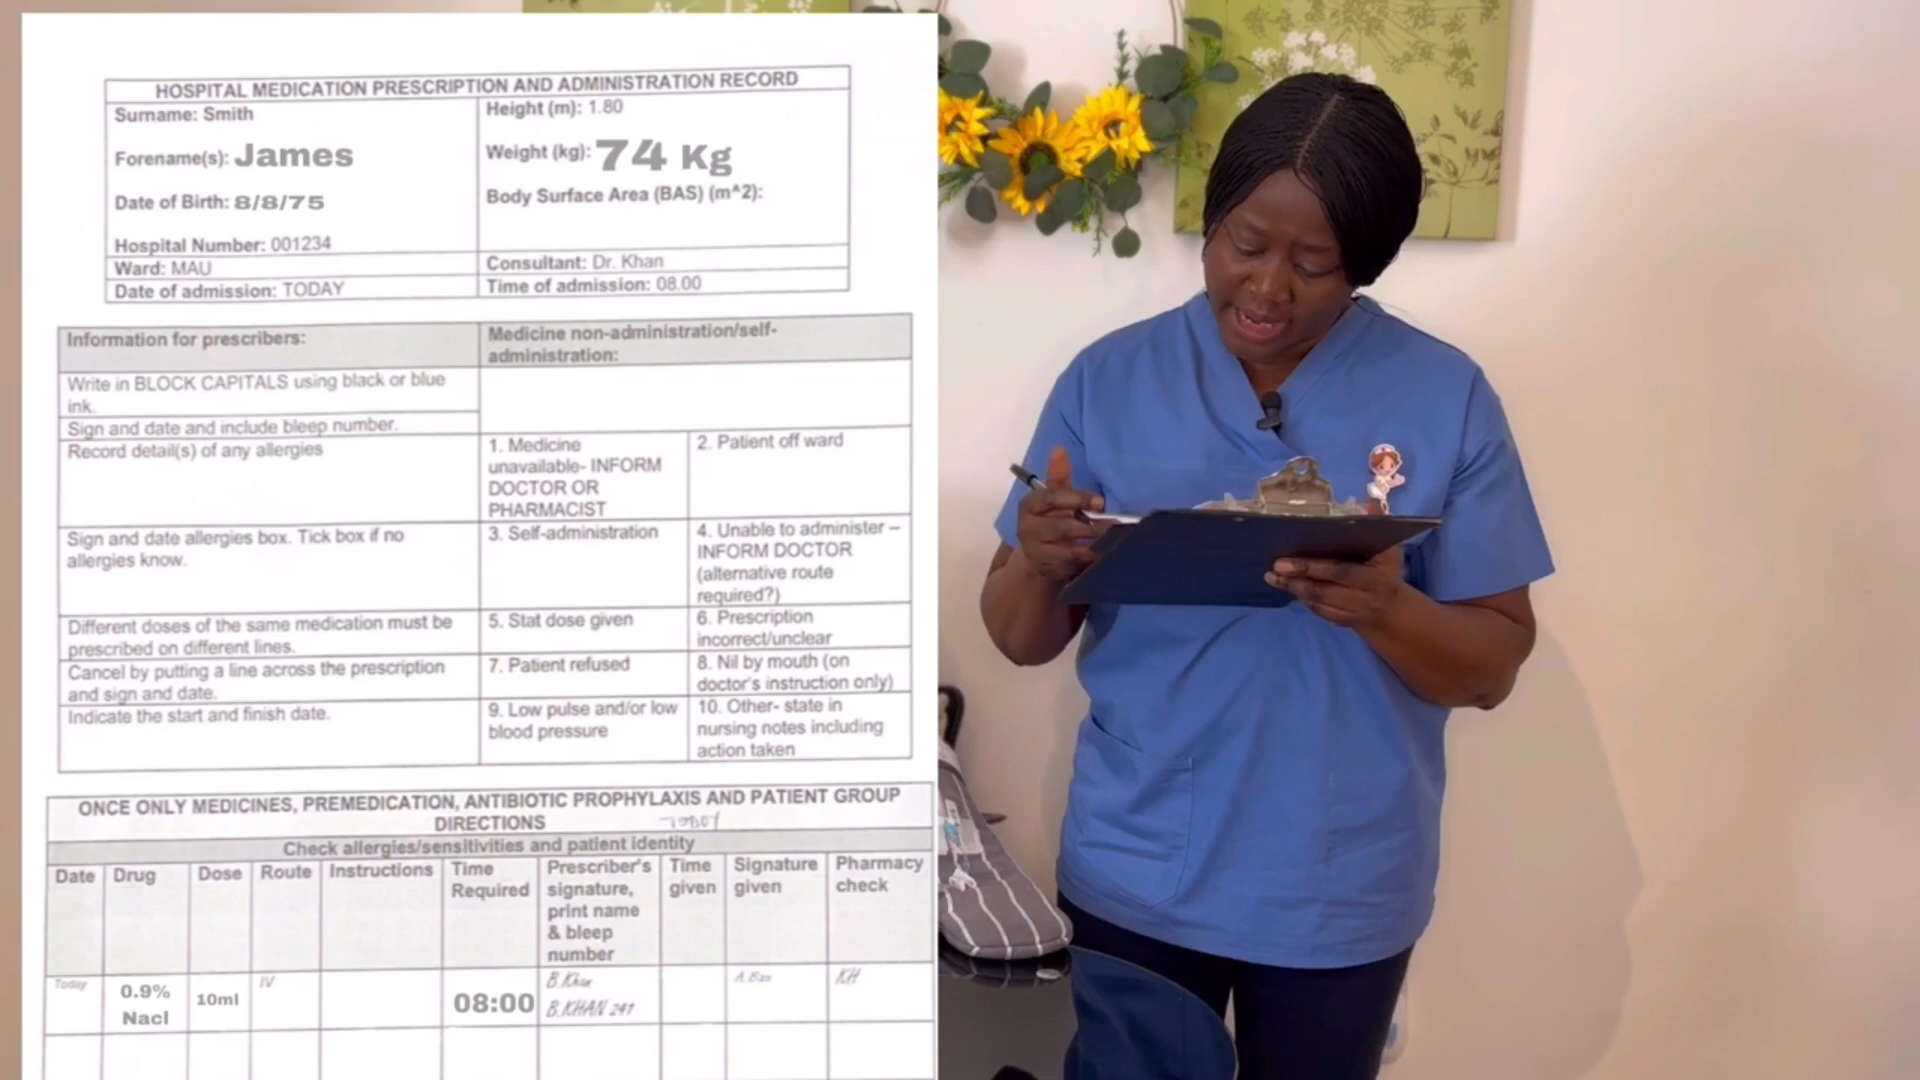 HOSPITAL MEDICATION PRESCRIPTION AND ADMINISTRATION RECORD
Surname: Smith
Forename(s): James
Date of Birth: 8/8/75
Hospital Number: 001234
Height (m): 1.80
Weight (kg): 74 Kg
Body Surface Area (BAS) (m^2):
Ward: MAU
Consultant: Dr. Khan
Date of admission: TODAY
Time of admission: 08.00
Information for prescribers:
Medicine non-administration/self-
administration:
Write in BLOCK CAPITALS using black or blue
ink.
Sign and date and include bleep number.
Record detail(s) of any allergies
1. Medicine
unavailable- INFORM
DOCTOR OR
PHARMACIST
2. Patient off ward
Sign and date allergies box. Tick box if no
allergies know.
3. Self-administration
4. Unable to administer –
INFORM DOCTOR
(alternative route
required?)
Different doses of the same medication must be
prescribed on different lines.
5. Stat dose given
6. Prescription
incorrect/unclear
Cancel by putting a line across the prescription
and sign and date.
7. Patient refused
8. Nil by mouth (on
doctor's instruction only)
Indicate the start and finish date.
9. Low pulse and/or low
blood pressure
10. Other- state in
nursing notes including
action taken
ONCE ONLY MEDICINES, PREMEDICATION, ANTIBIOTIC PROPHYLAXIS AND PATIENT GROUP
DIRECTIONS TODAY
Check allergies/sensitivities and patient identity
Date
Drug
Dose
Route
Instructions
Time
Required
Prescriber's
signature,
print name
& bleep
number
Time
given
Signature
given
Pharmacy
check
Today
0.9%
Nacl
10ml
IV
08:00
B.Khan
B.KHAN 241
KH